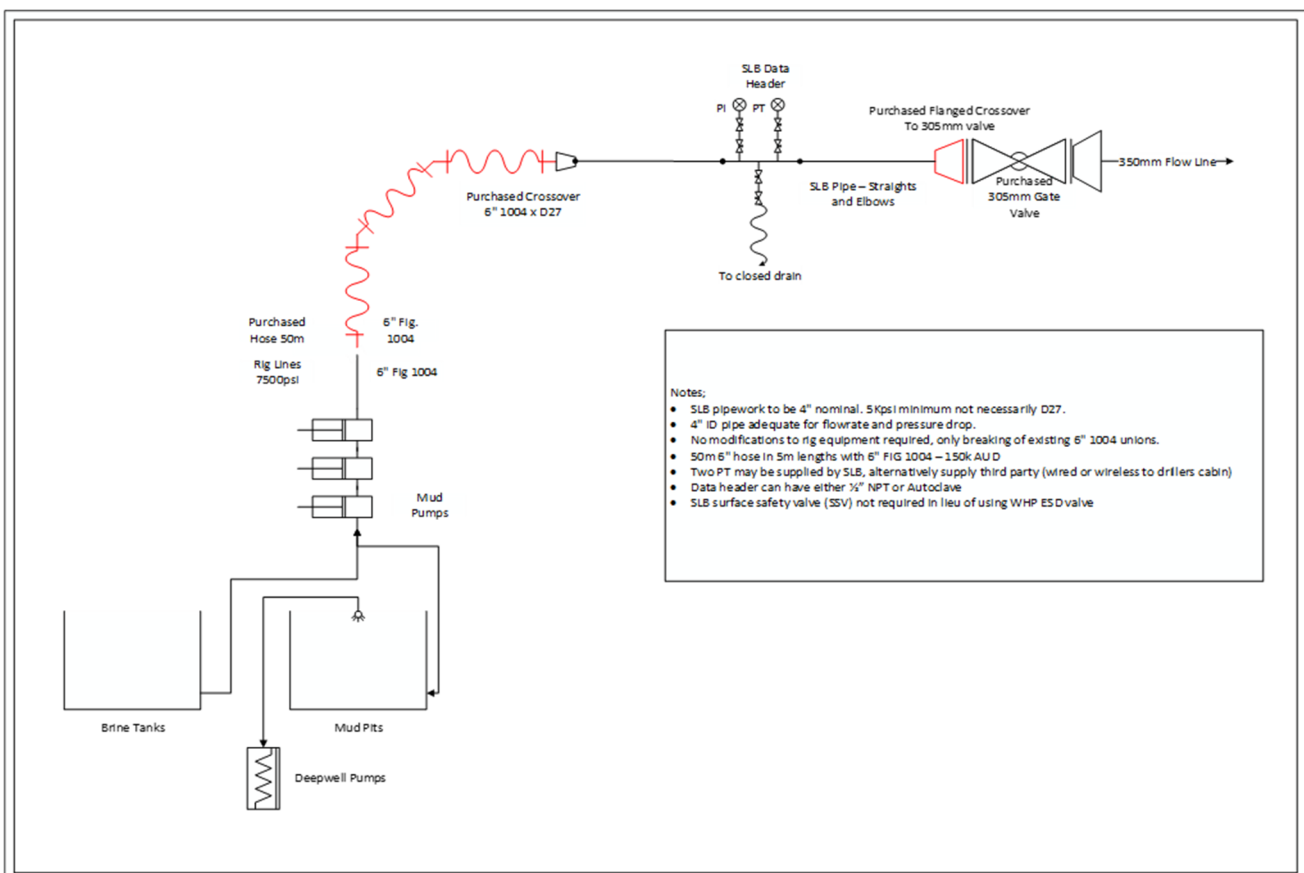 SLB Data
Header
PI
PT
Purchased Flanged Crossover
To 305mm valve
350mm Flow Line
Purchased
305mm Gate
Valve
SLB Pipe – Straights
and Elbows
Purchased Crossover
6" 1004 x D27
To closed drain
Purchased
Hose 50m
6" Fig.
1004
Rig Lines
7500psi
6" Fig 1004
Mud
Pumps
Brine Tanks
Mud Pits
Deepwell Pumps
Notes;
• SLB pipework to be 4" nominal. 5Kpsi minimum not necessarily D27.
• 4" ID pipe adequate for flowrate and pressure drop.
• No modifications to rig equipment required, only breaking of existing 6" 1004 unions.
• 50m 6" hose in 5m lengths with 6" FIG 1004 – 150k AUD
• Two PT may be supplied by SLB, alternatively supply third party (wired or wireless to drillers cabin)
• Data header can have either ½" NPT or Autoclave
• SLB surface safety valve (SSV) not required in lieu of using WHP ESD valve